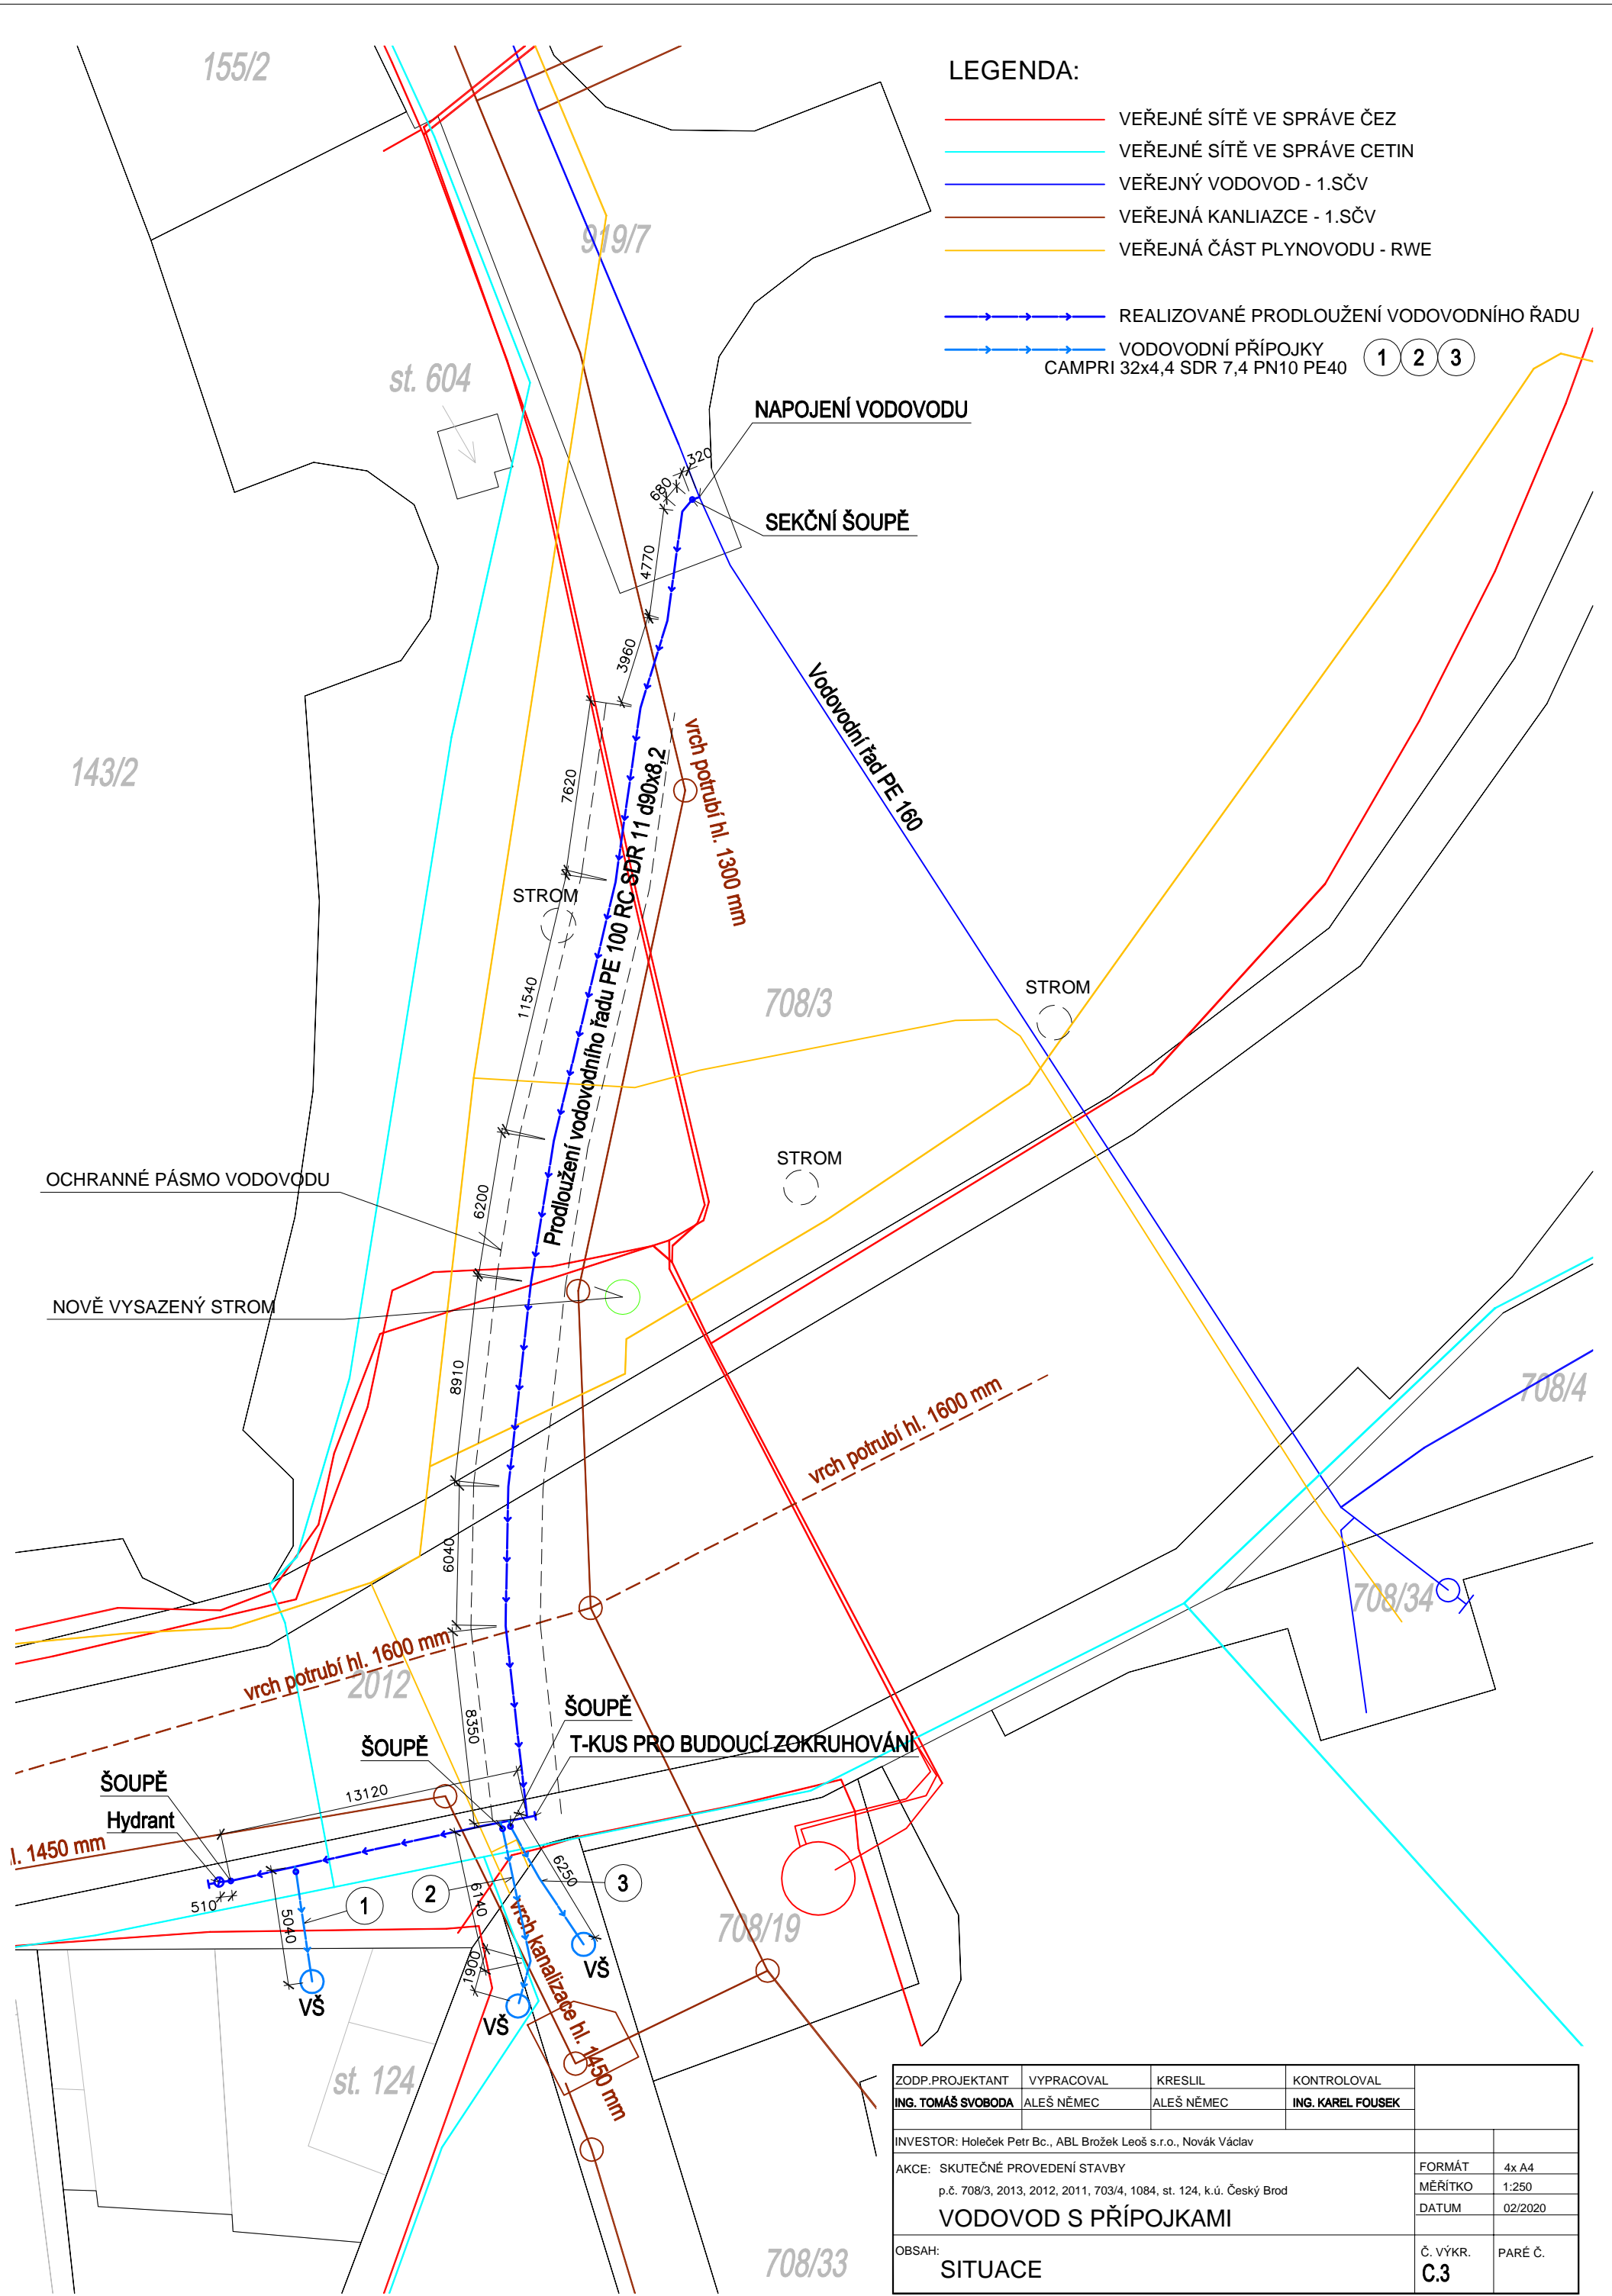 155/2
LEGENDA:
VEŘEJNÉ SÍTĚ VE SPRÁVE ČEZ
VEŘEJNÉ SÍTĚ VE SPRÁVE CETIN
VEŘEJNÝ VODOVOD - 1.SČV
VEŘEJNÁ KANLIAZCE - 1.SČV
VEŘEJNÁ ČÁST PLYNOVODU - RWE
REALIZOVANÉ PRODLOUŽENÍ VODOVODNÍHO ŘADU
VODOVODNÍ PŘÍPOJKY
CAMPRI 32x4,4 SDR 7,4 PN10 PE40
1 2 3
919/7
st. 604
NAPOJENÍ VODOVODU
320
680
SEKČNÍ ŠOUPĚ
4770
3960
Vodovodní řad PE 160
vrch potrubí hl. 1300 mm
143/2
7620
Prodloužení vodovodního řadu PE 100 RC SDR 11 d90x8,2
STROM
11540
708/3
STROM
STROM
OCHRANNÉ PÁSMO VODOVODU
6200
NOVĚ VYSAZENÝ STROM
8910
708/4
vrch potrubí hl. 1600 mm
6040
708/34
vrch potrubí hl. 1600 mm
2012
8350
ŠOUPĚ
T-KUS PRO BUDOUCÍ ZOKRUHOVÁNÍ
ŠOUPĚ
ŠOUPĚ
13120
Hydrant
l. 1450 mm
6250
510
1
2
3
5040
6140
1900
708/19
VŠ
VŠ
VŠ
vrch kanalizace hl. 1450 mm
st. 124
708/33
ZODP.PROJEKTANT VYPRACOVAL KRESLIL KONTROLOVAL
ING. TOMÁŠ SVOBODA ALEŠ NĚMEC ALEŠ NĚMEC ING. KAREL FOUSEK
INVESTOR: Holeček Petr Bc., ABL Brožek Leoš s.r.o., Novák Václav
AKCE: SKUTEČNÉ PROVEDENÍ STAVBY
p.č. 708/3, 2013, 2012, 2011, 703/4, 1084, st. 124, k.ú. Český Brod
VODOVOD S PŘÍPOJKAMI
FORMÁT 4x A4
MĚŘÍTKO 1:250
DATUM 02/2020
OBSAH:
SITUACE
Č. VÝKR. PARÉ Č.
C.3